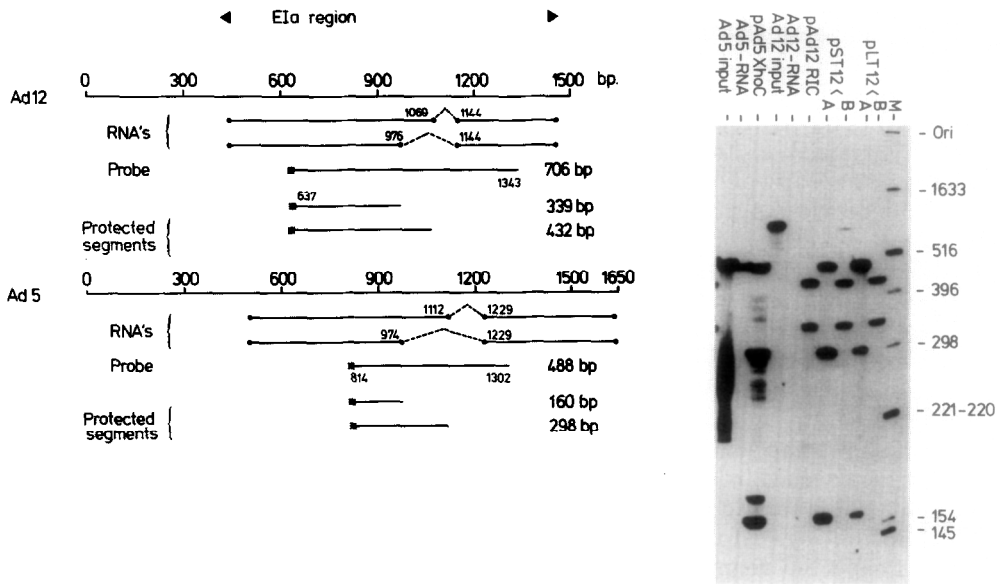 EIa region
0 300 600 900 1200 1500 bp.
Ad12
1069 1144
RNA's
976 1144
Probe 706 bp
1343
637
339 bp
Protected segments
432 bp
0 300 600 900 1200 1500 1650
Ad 5
1112 1229
RNA's
974 1229
Probe 488 bp
814 1302
160 bp
Protected segments
298 bp
Ad5 input
Ad5-RNA
pAd5 XhoC
Ad12 input
Ad12-RNA
pAd12 RIC
pST12 < A B
pLT12 < A B
M
- Ori
- 1633
- 516
- 396
- 298
- 221-220
- 154
- 145